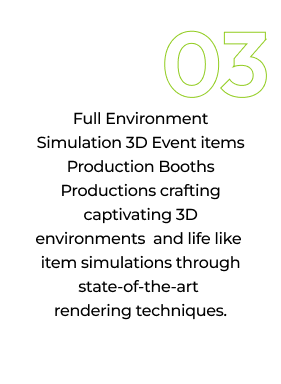 03
Full Environment
Simulation 3D Event items
Production Booths
Productions crafting
captivating 3D
environments  and life like
item simulations through
state-of-the-art
rendering techniques.